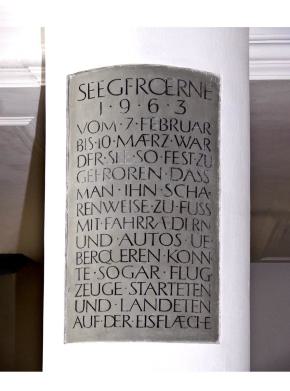 SEEGFRŒRNE
1·9·6·3
VOM·7·FEBRUAR
BIS·10·MÆRZ·WAR
DER·SEE·SO·FEST·ZU
GEFROREN·DASS
MAN·IHN·SCHA
RENWEISE·ZU·FUSS
MIT·FAHRRÆDERN
UND·AUTOS·UE
BERQUEREN·KONN
TE·SOGAR·FLUG
ZEUGE·STARTETEN
UND·LANDETEN
AUF·DER·EISFLÆCHE